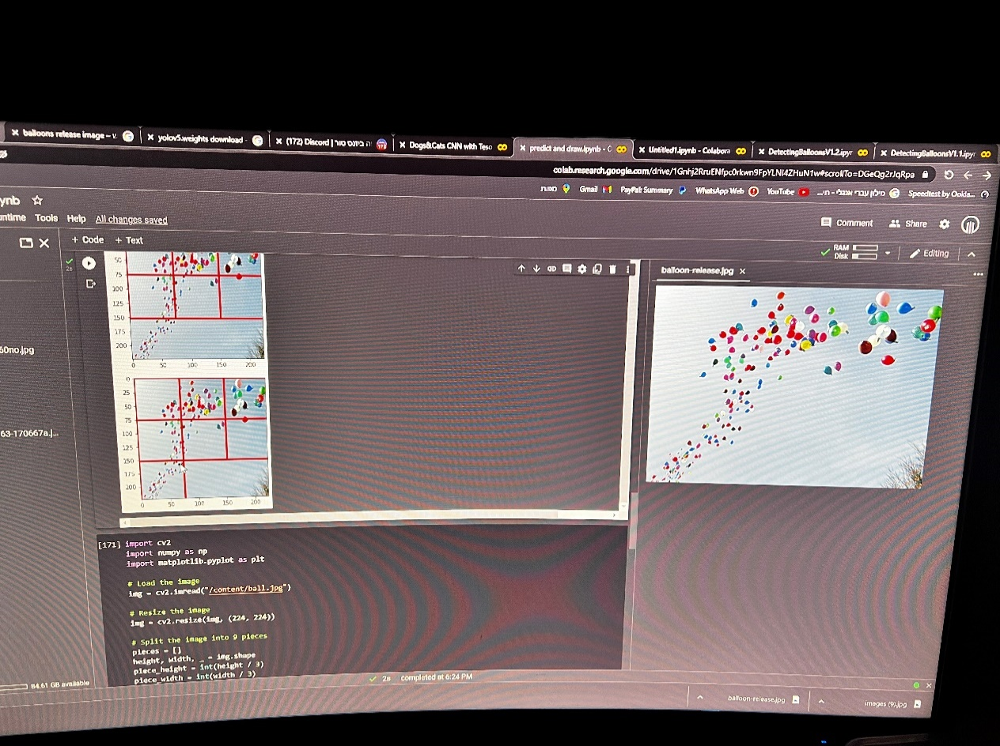 balloons release image -
yolov5.weights download -
(172) Discord |
Dogs&Cats CNN with Teso
predict and draw.ipynb - C
Untitled1.ipynb - Colabora
DetectingBalloonsV1.2.ipyr
DetectingBalloonsV1.1.ipyr
colab.research.google.com/drive/1Gnhj2RruENfpc0rkwn9FpYLNI4ZHuN1w#scrollTo=DGeQg2rJqRpa
מפות
Gmail
PayPal: Summary
WhatsApp Web
YouTube
...מילון עברי אנגלי - חי
Speedtest by Ookla...
ynb
untime Tools Help All changes saved
Comment
Share
+ Code + Text
RAM
Disk
Editing
2s
balloon-release.jpg
50
75
100
125
150
175
200
0 50 100 150 200
0
25
50
75
100
125
150
175
200
0 50 100 150 200
60no.jpg
63-170667a.j...
[171] import cv2
import numpy as np
import matplotlib.pyplot as plt
# Load the image
img = cv2.imread("/content/ball.jpg")
# Resize the image
img = cv2.resize(img, (224, 224))
# Split the image into 9 pieces
pieces = []
height, width, _ = img.shape
piece_height = int(height / 3)
piece_width = int(width / 3)
84.61 GB available
2s completed at 6:24 PM
balloon-release.jpg
images (9).jpg